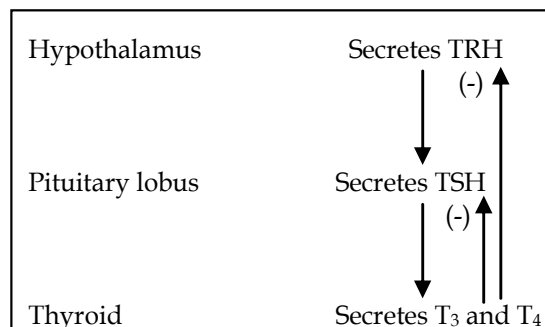 Hypothalamus Secretes TRH
(-)
Pituitary lobus Secretes TSH
(-)
Thyroid Secretes T₃ and T₄